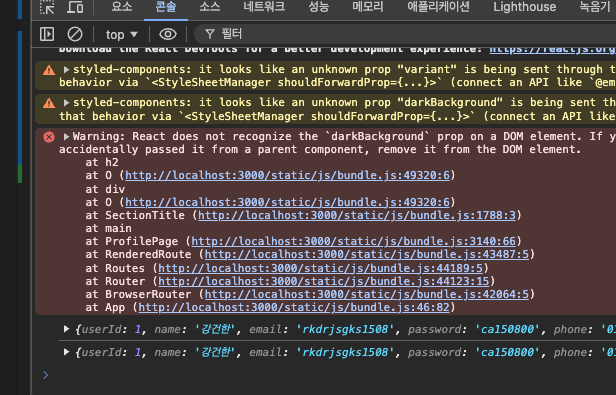 요소 콘솔 소스 네트워크 성능 메모리 애플리케이션 Lighthouse 녹음기
top ▾ 필터
Download the React DevTools for a better development experience: https://reactjs.org
▶styled-components: it looks like an unknown prop "variant" is being sent through t
behavior via `<StyleSheetManager shouldForwardProp={...}>` (connect an API like `@em
▶styled-components: it looks like an unknown prop "darkBackground" is being sent th
that behavior via `<StyleSheetManager shouldForwardProp={...}>` (connect an API like
▶Warning: React does not recognize the `darkBackground` prop on a DOM element. If y
accidentally passed it from a parent component, remove it from the DOM element.
at h2
at O (http://localhost:3000/static/js/bundle.js:49320:6)
at div
at O (http://localhost:3000/static/js/bundle.js:49320:6)
at SectionTitle (http://localhost:3000/static/js/bundle.js:1788:3)
at main
at ProfilePage (http://localhost:3000/static/js/bundle.js:3140:66)
at RenderedRoute (http://localhost:3000/static/js/bundle.js:43487:5)
at Routes (http://localhost:3000/static/js/bundle.js:44189:5)
at Router (http://localhost:3000/static/js/bundle.js:44123:15)
at BrowserRouter (http://localhost:3000/static/js/bundle.js:42064:5)
at App (http://localhost:3000/static/js/bundle.js:46:82)
▶{userId: 1, name: '강건한', email: 'rkdrjsgks1508', password: 'ca150800', phone: '01
▶{userId: 1, name: '강건한', email: 'rkdrjsgks1508', password: 'ca150800', phone: '01